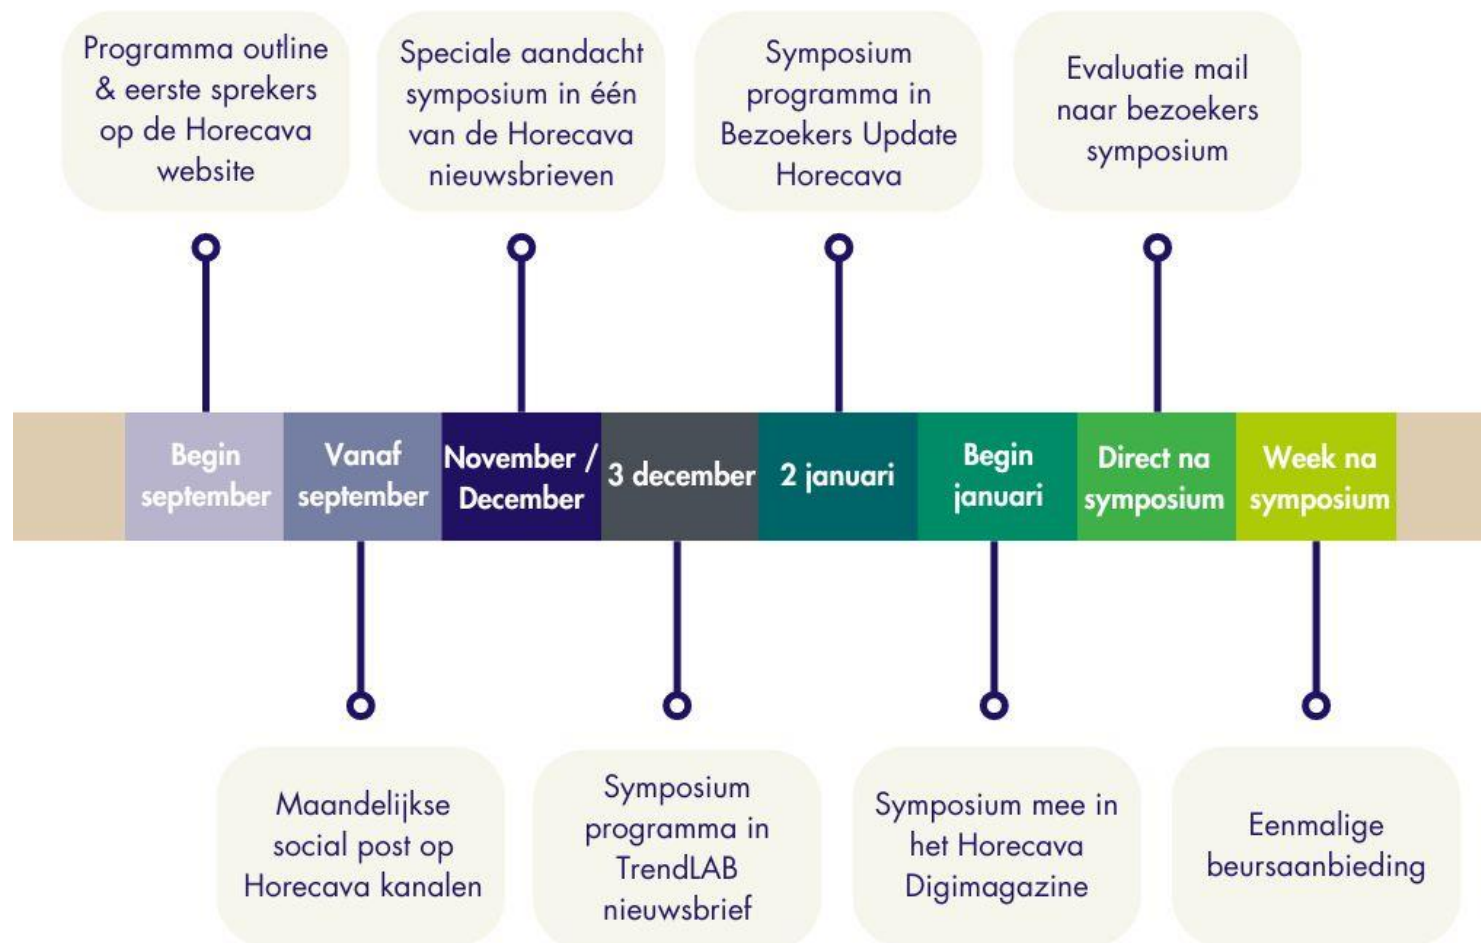 Programma outline
& eerste sprekers
op de Horecava
website
Speciale aandacht
symposium in één
van de Horecava
nieuwsbrieven
Symposium
programma in
Bezoekers Update
Horecava
Evaluatie mail
naar bezoekers
symposium
Begin
september
Vanaf
september
November /
December
3 december
2 januari
Begin
januari
Direct na
symposium
Week na
symposium
Maandelijkse
social post op
Horecava kanalen
Symposium
programma in
TrendLAB
nieuwsbrief
Symposium mee in
het Horecava
Digimagazine
Eenmalige
beursaanbieding